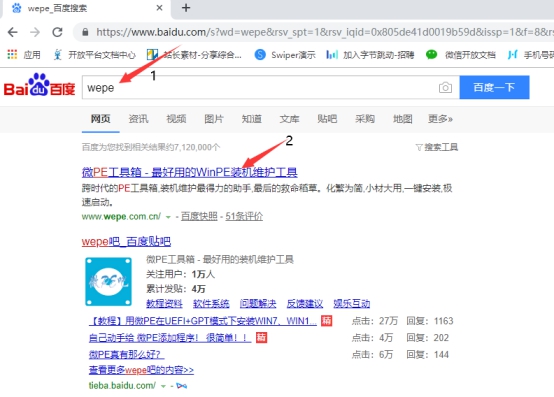 wepe_百度搜索
https://www.baidu.com/s?wd=wepe&rsv_spt=1&rsv_iqid=0x805de41d0019b59d&issp=1&f=8&rs
应用 开放平台文档中心 站长素材-分享综合... Swiper演示 加入字节跳动-招聘 微信开放文档 手机号码
Bai du 百度 wepe 百度一下
1
网页 资讯 视频 图片 知道 文库 贴吧 采购 地图 更多»
2
百度为您找到相关结果约7,120,000个 搜索工具
微PE工具箱 - 最好用的WinPE装机维护工具
跨时代的PE工具箱,装机维护最得力的助手,最后的救命稻草。化繁为简,小材大用,一键安装,极
速启动。
www.wepe.com.cn/ - 百度快照 - 51条评价
wepe吧_百度贴吧
微PE工具箱 - 最好用的装机维护工具
关注用户：1万人
累计发贴：4万
教程资料 软件系统 问题解决 反馈建议 娱乐互动
【教程】用微PE在UEFI+GPT模式下安装WIN7、WIN1... 精 点击：27万 回复：1163
自己动手给 微PE添加程序！ 很简单！！ 精 点击：4万 回复：202
微PE真有那么好? 点击：6万 回复：144
查看更多wepe吧的内容>>
tieba.baidu.com/ -